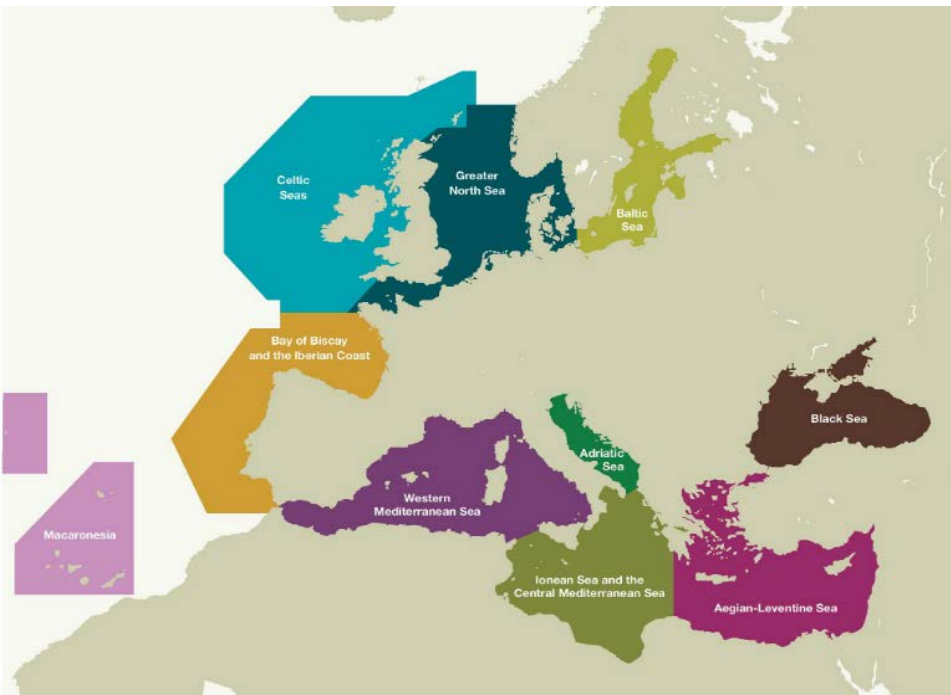 Celtic
Seas
Greater
North Sea
Baltic
Sea
Bay of Biscay
and the Iberian Coast
Black Sea
Adriatic
Sea
Western
Mediterranean Sea
Macaronesia
Ionean Sea and the
Central Mediterranean Sea
Aegian-Leventine Sea